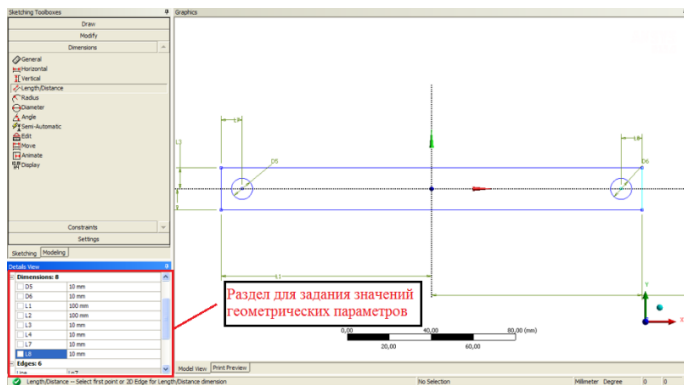 Sketching Toolboxes
Draw
Modify
Dimensions
General
Horizontal
Vertical
Length/Distance
Radius
Diameter
Angle
Semi-Automatic
Edit
Move
Animate
Display
Constraints
Settings
Sketching
Modeling
Details View
Dimensions: 8
D5 10 mm
D6 10 mm
L1 100 mm
L2 100 mm
L3 10 mm
L4 10 mm
L7 10 mm
L8 10 mm
Edges: 6
Line
Graphics
D5
D6
L1
Раздел для задания значений
геометрических параметров
0,00
40,00
80,00 (mm)
20,00
60,00
Y
X
Model View
Print Preview
Length/Distance -- Select first point or 2D Edge for Length/Distance dimension
No Selection
Millimeter
Degree
0
0